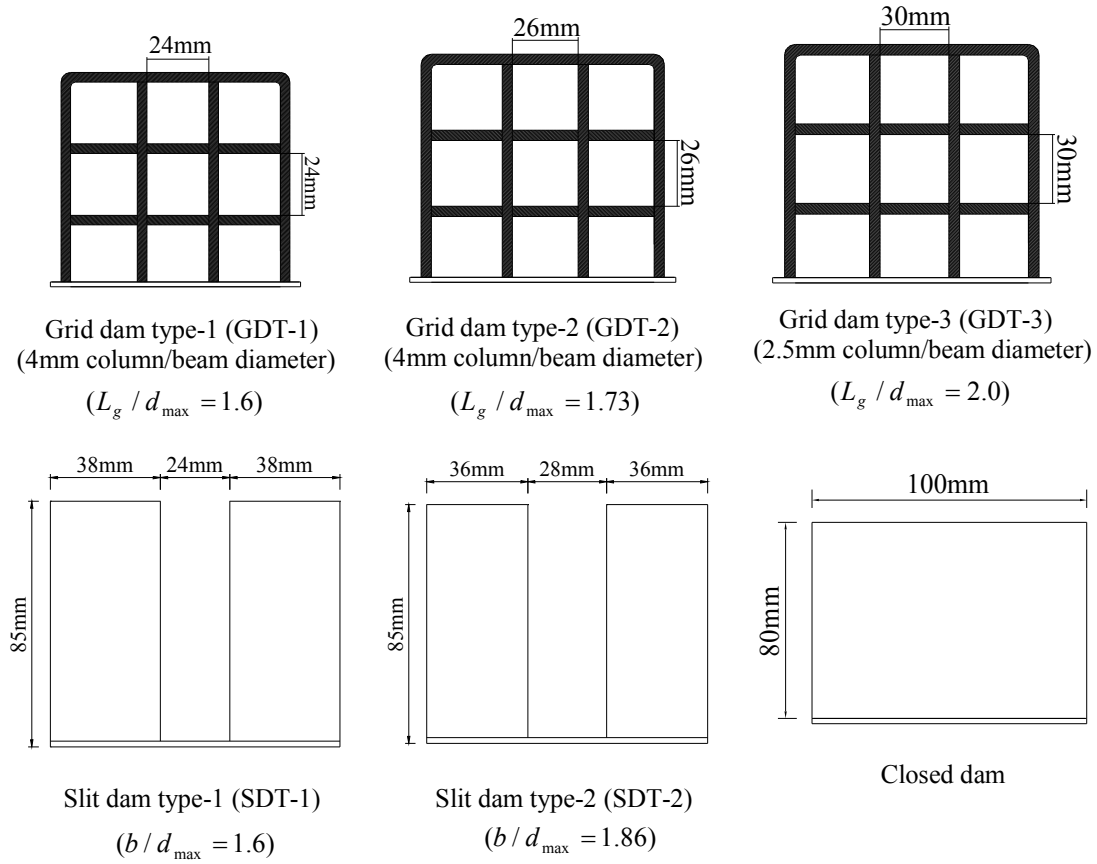 24mm
24mm
Grid dam type-1 (GDT-1)
(4mm column/beam diameter)
(L_g / d_max = 1.6)
26mm
26mm
Grid dam type-2 (GDT-2)
(4mm column/beam diameter)
(L_g / d_max = 1.73)
30mm
30mm
Grid dam type-3 (GDT-3)
(2.5mm column/beam diameter)
(L_g / d_max = 2.0)
38mm 24mm 38mm
85mm
Slit dam type-1 (SDT-1)
(b / d_max = 1.6)
36mm 28mm 36mm
85mm
Slit dam type-2 (SDT-2)
(b / d_max = 1.86)
100mm
80mm
Closed dam